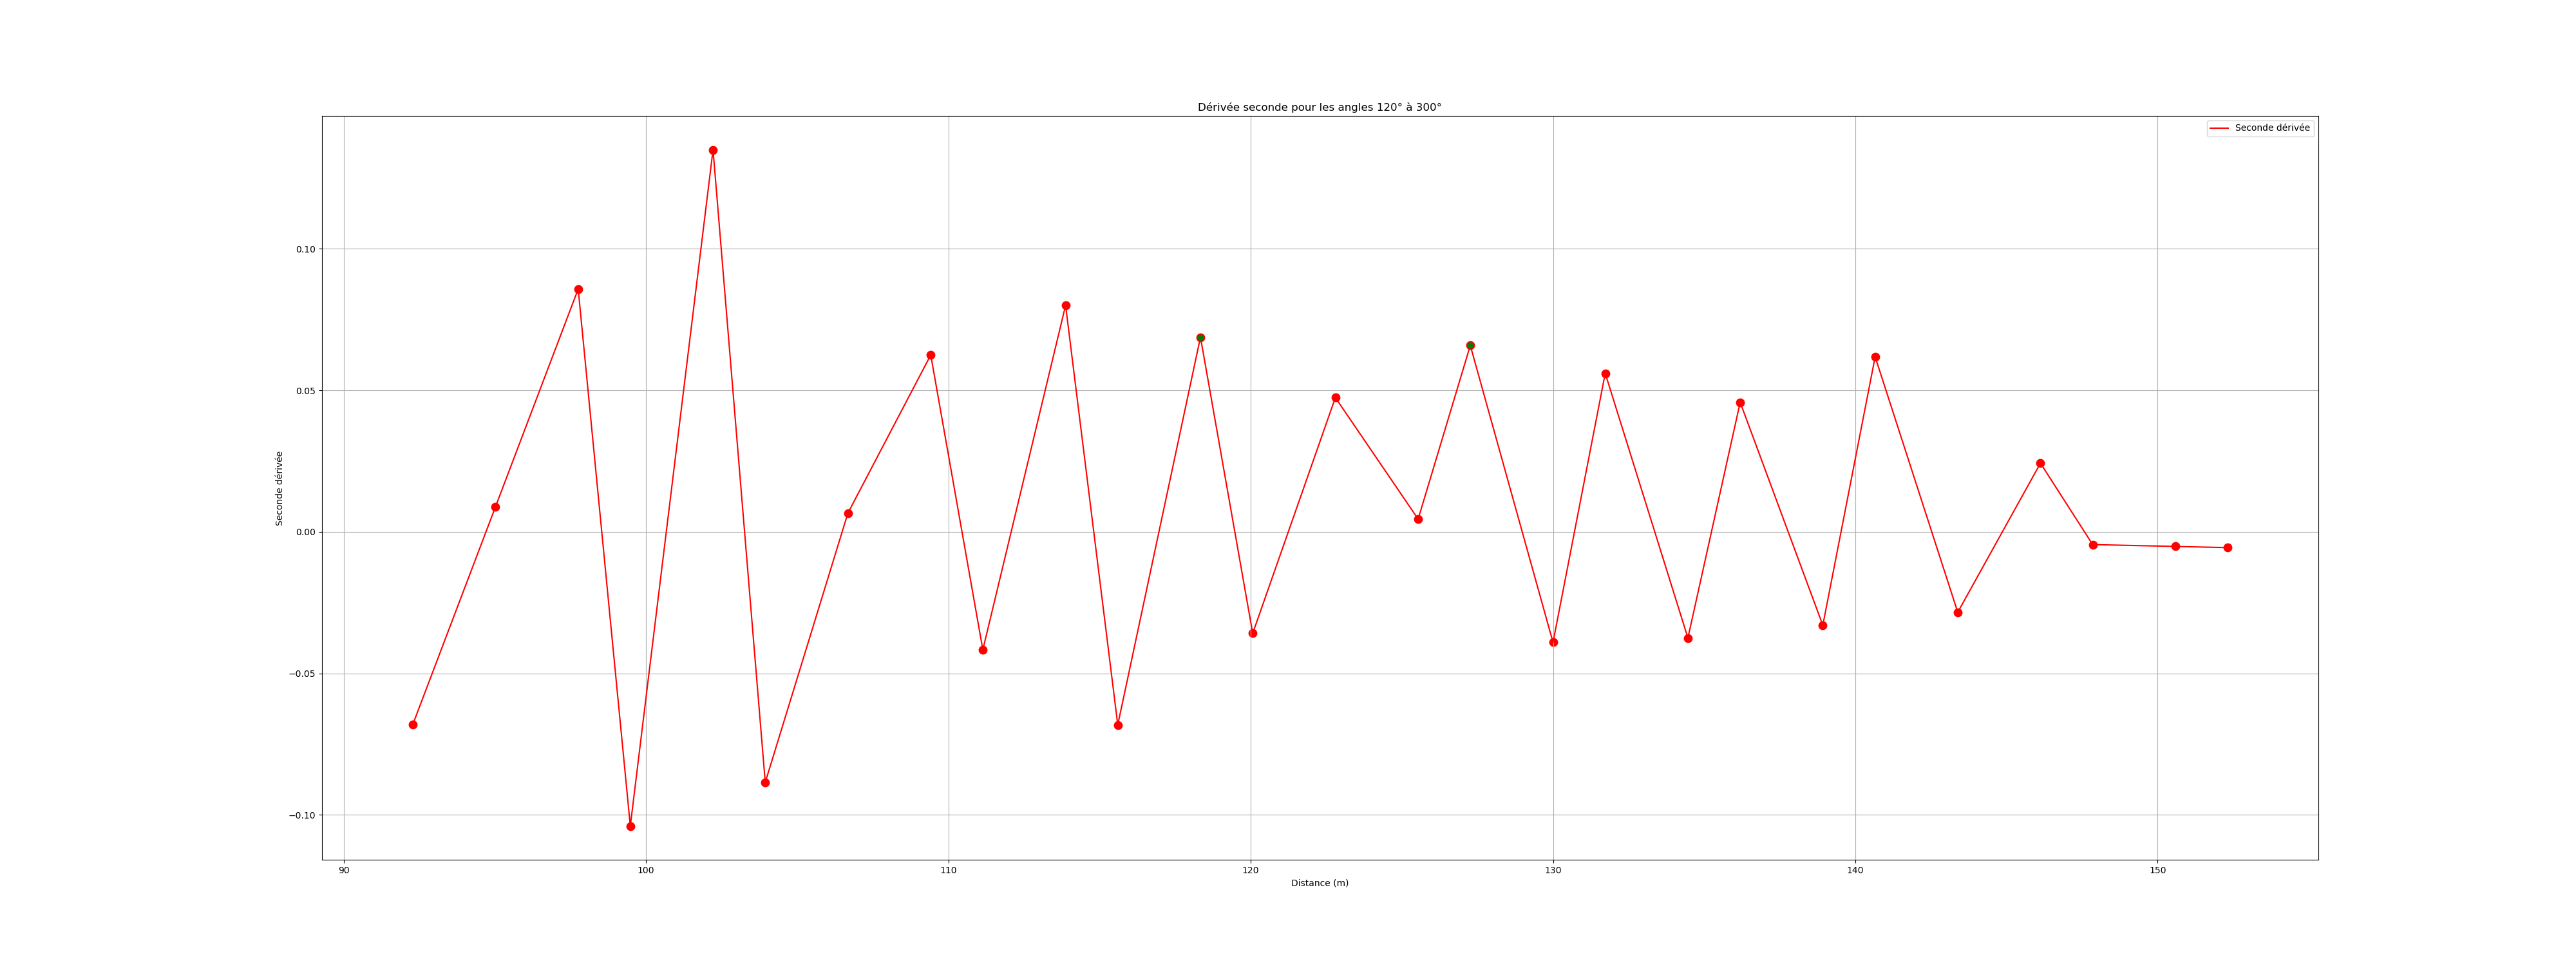 Dérivée seconde pour les angles 120° à 300°
Seconde dérivée
0.10
0.05
0.00
−0.05
−0.10
Seconde dérivée
90 100 110 120 130 140 150
Distance (m)